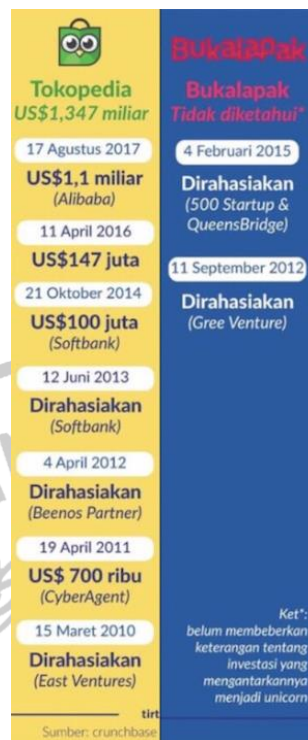 Tokopedia
US$1,347 miliar
17 Agustus 2017
US$1,1 miliar
(Alibaba)
11 April 2016
US$147 juta
21 Oktober 2014
US$100 juta
(Softbank)
12 Juni 2013
Dirahasiakan
(Softbank)
4 April 2012
Dirahasiakan
(Beenos Partner)
19 April 2011
US$ 700 ribu
(CyberAgent)
15 Maret 2010
Dirahasiakan
(East Ventures)
Sumber: crunchbase
BukalaPak
Bukalapak
Tidak diketahui*
4 Februari 2015
Dirahasiakan
(500 Startup &
QueensBridge)
11 September 2012
Dirahasiakan
(Gree Venture)
Ket*:
belum membeberkan
keterangan tentang
investasi yang
mengantarkannya
menjadi unicorn
tirt